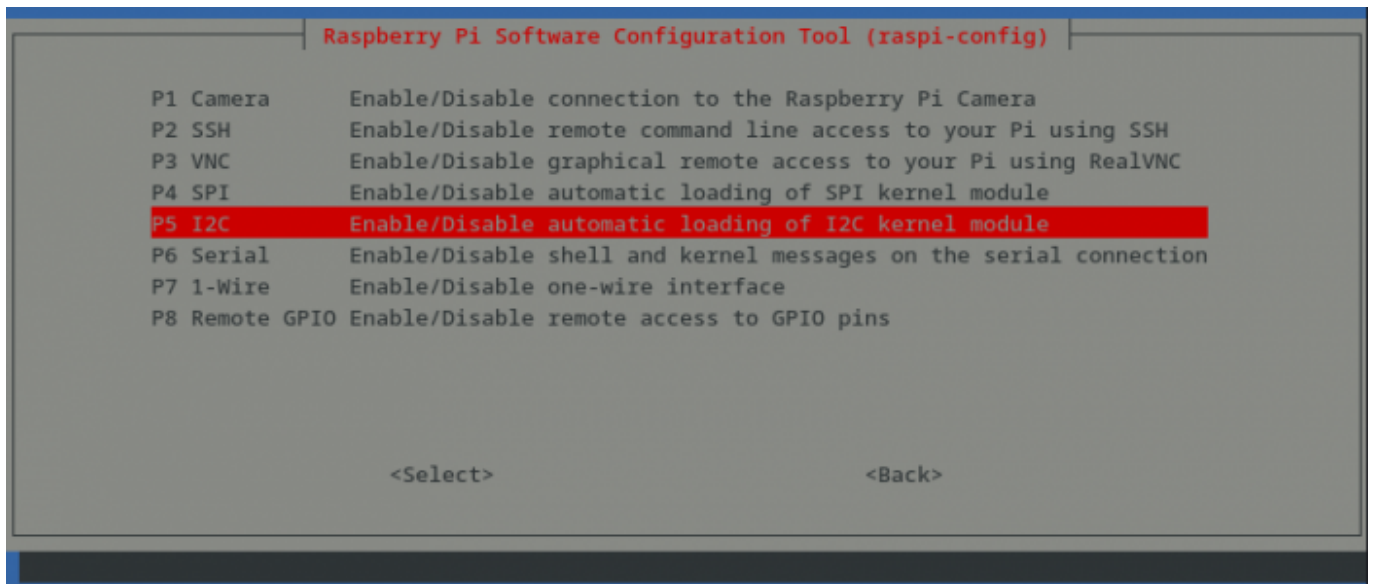 Raspberry Pi Software Configuration Tool (raspi-config)
P1 Camera Enable/Disable connection to the Raspberry Pi Camera
P2 SSH Enable/Disable remote command line access to your Pi using SSH
P3 VNC Enable/Disable graphical remote access to your Pi using RealVNC
P4 SPI Enable/Disable automatic loading of SPI kernel module
P5 I2C Enable/Disable automatic loading of I2C kernel module
P6 Serial Enable/Disable shell and kernel messages on the serial connection
P7 1-Wire Enable/Disable one-wire interface
P8 Remote GPIO Enable/Disable remote access to GPIO pins
<Select> <Back>